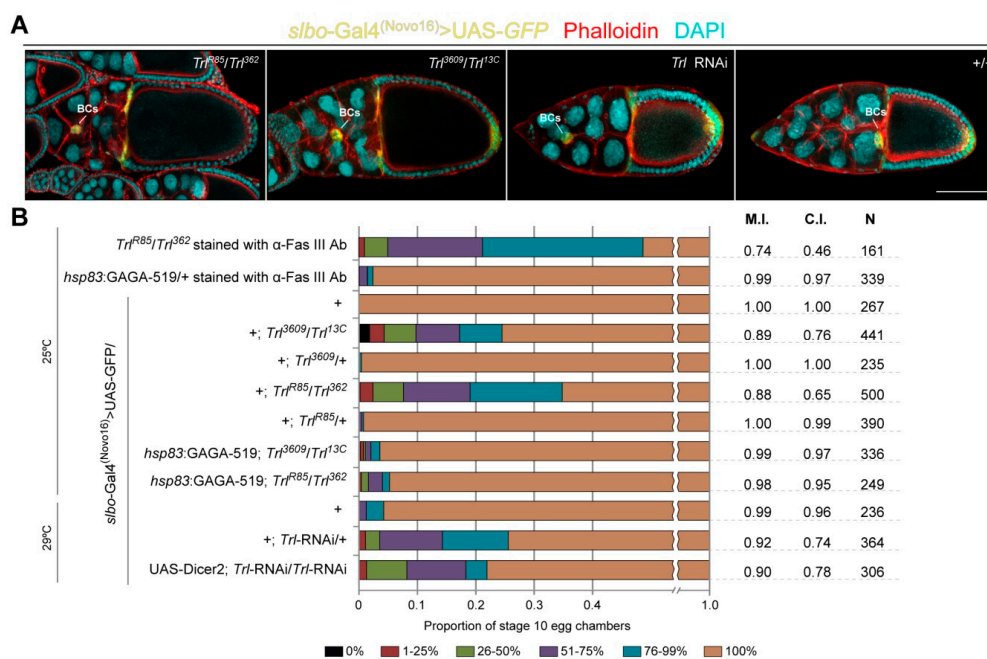 slbo-Gal4(Novo16)>UAS-GFP Phalloidin DAPI
A
TrlR85/Trl362
BCs
Trl3609/Trl13C
BCs
Trl RNAi
BCs
+/+
BCs
B
M.I. C.I. N
TrlR85/Trl362 stained with α-Fas III Ab 0.74 0.46 161
hsp83:GAGA-519/+ stained with α-Fas III Ab 0.99 0.97 339
+ 1.00 1.00 267
+; Trl3609/Trl13C 0.89 0.76 441
+; Trl3609/+ 1.00 1.00 235
+; TrlR85/Trl362 0.88 0.65 500
+; TrlR85/+ 1.00 0.99 390
hsp83:GAGA-519; Trl3609/Trl13C 0.99 0.97 336
hsp83:GAGA-519; TrlR85/Trl362 0.98 0.95 249
+ 0.99 0.96 236
+; Trl-RNAi/+ 0.92 0.74 364
UAS-Dicer2; Trl-RNAi/Trl-RNAi 0.90 0.78 306
25ºC
29ºC
slbo-Gal4(Novo16)>UAS-GFP/
0 0.1 0.2 0.3 0.4 1.0
Proportion of stage 10 egg chambers
0% 1-25% 26-50% 51-75% 76-99% 100%